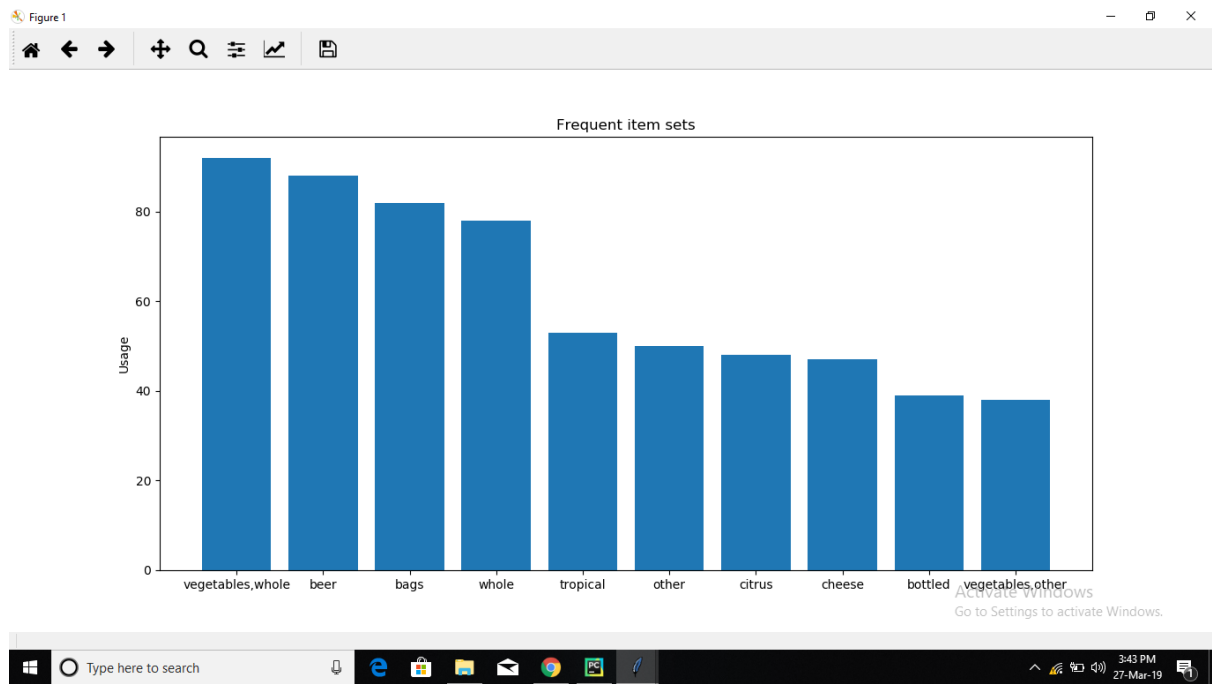 Figure 1
Frequent item sets
Usage
80
60
40
20
0
vegetables,whole beer bags whole tropical other citrus cheese bottled vegetables,other
Activate Windows
Go to Settings to activate Windows.
Type here to search
PC
3:43 PM
27-Mar-19
1